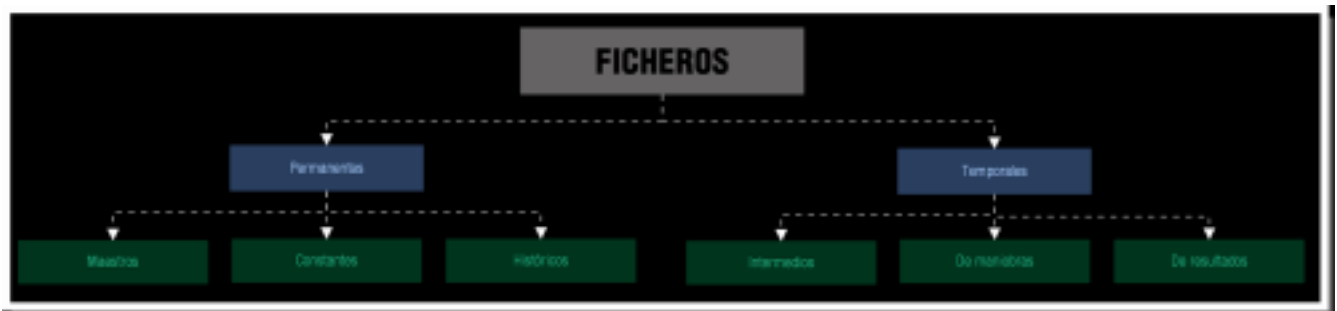 FICHEROS
Permanentes
Temporales
Maestros
Constantes
Históricos
Intermedios
De maniobras
De resultados